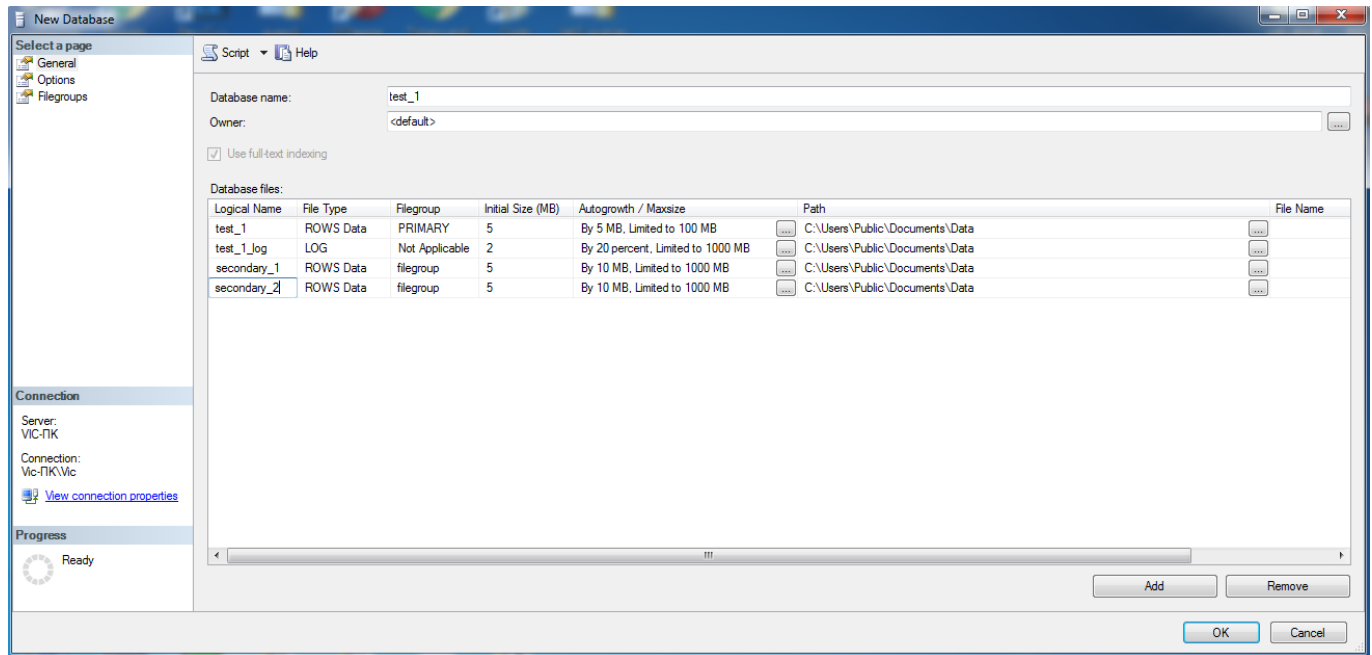 New Database
Select a page
General
Options
Filegroups
Script Help
Database name: test_1
Owner: <default> ...
Use full-text indexing
Database files:
Logical Name File Type Filegroup Initial Size (MB) Autogrowth / Maxsize Path File Name
test_1 ROWS Data PRIMARY 5 By 5 MB, Limited to 100 MB ... C:\Users\Public\Documents\Data ...
test_1_log LOG Not Applicable 2 By 20 percent, Limited to 1000 MB ... C:\Users\Public\Documents\Data ...
secondary_1 ROWS Data filegroup 5 By 10 MB, Limited to 1000 MB ... C:\Users\Public\Documents\Data ...
secondary_2 ROWS Data filegroup 5 By 10 MB, Limited to 1000 MB ... C:\Users\Public\Documents\Data ...
Connection
Server:
VIC-ПК
Connection:
Vic-ПК\Vic
View connection properties
Progress
Ready
Add Remove
OK Cancel